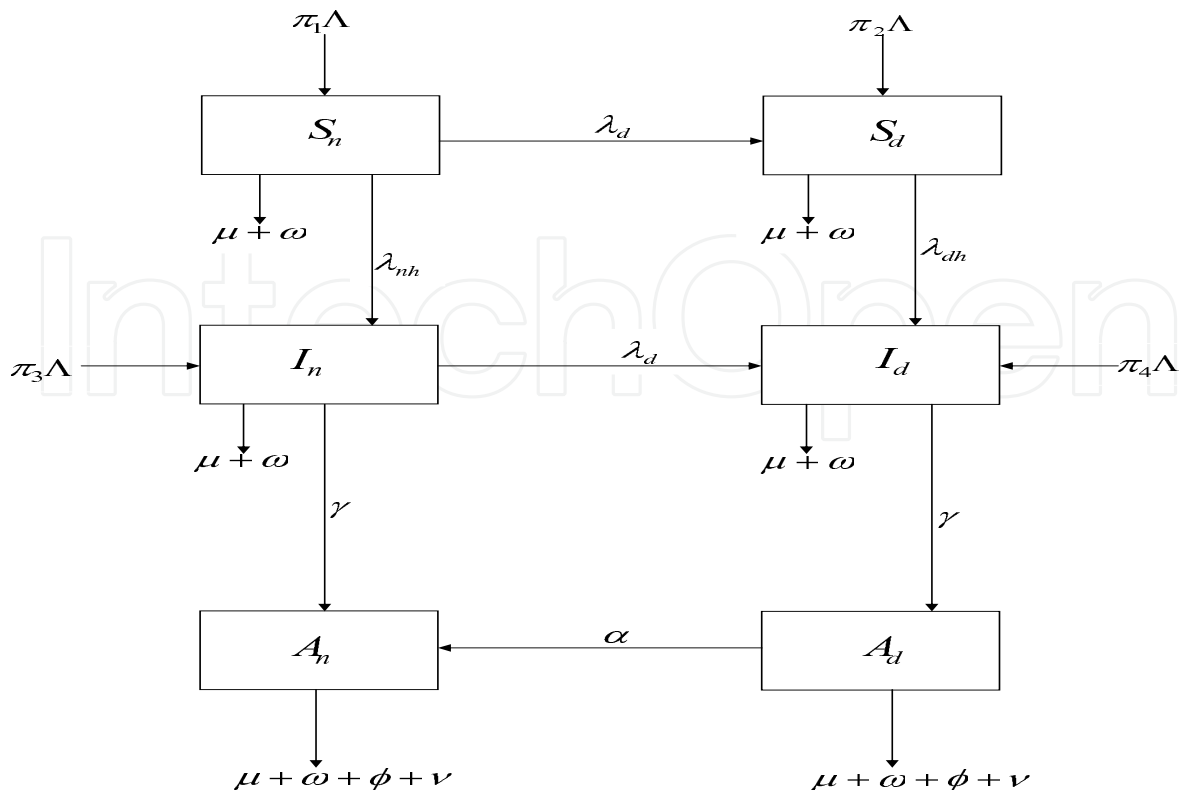 π₁Λ
π₂Λ
Sₙ
λ_d
S_d
μ + ω
μ + ω
λ_nh
λ_dh
IntechOpen
π₃Λ
Iₙ
λ_d
I_d
π₄Λ
μ + ω
μ + ω
γ
γ
Aₙ
α
A_d
μ + ω + ϕ + ν
μ + ω + ϕ + ν